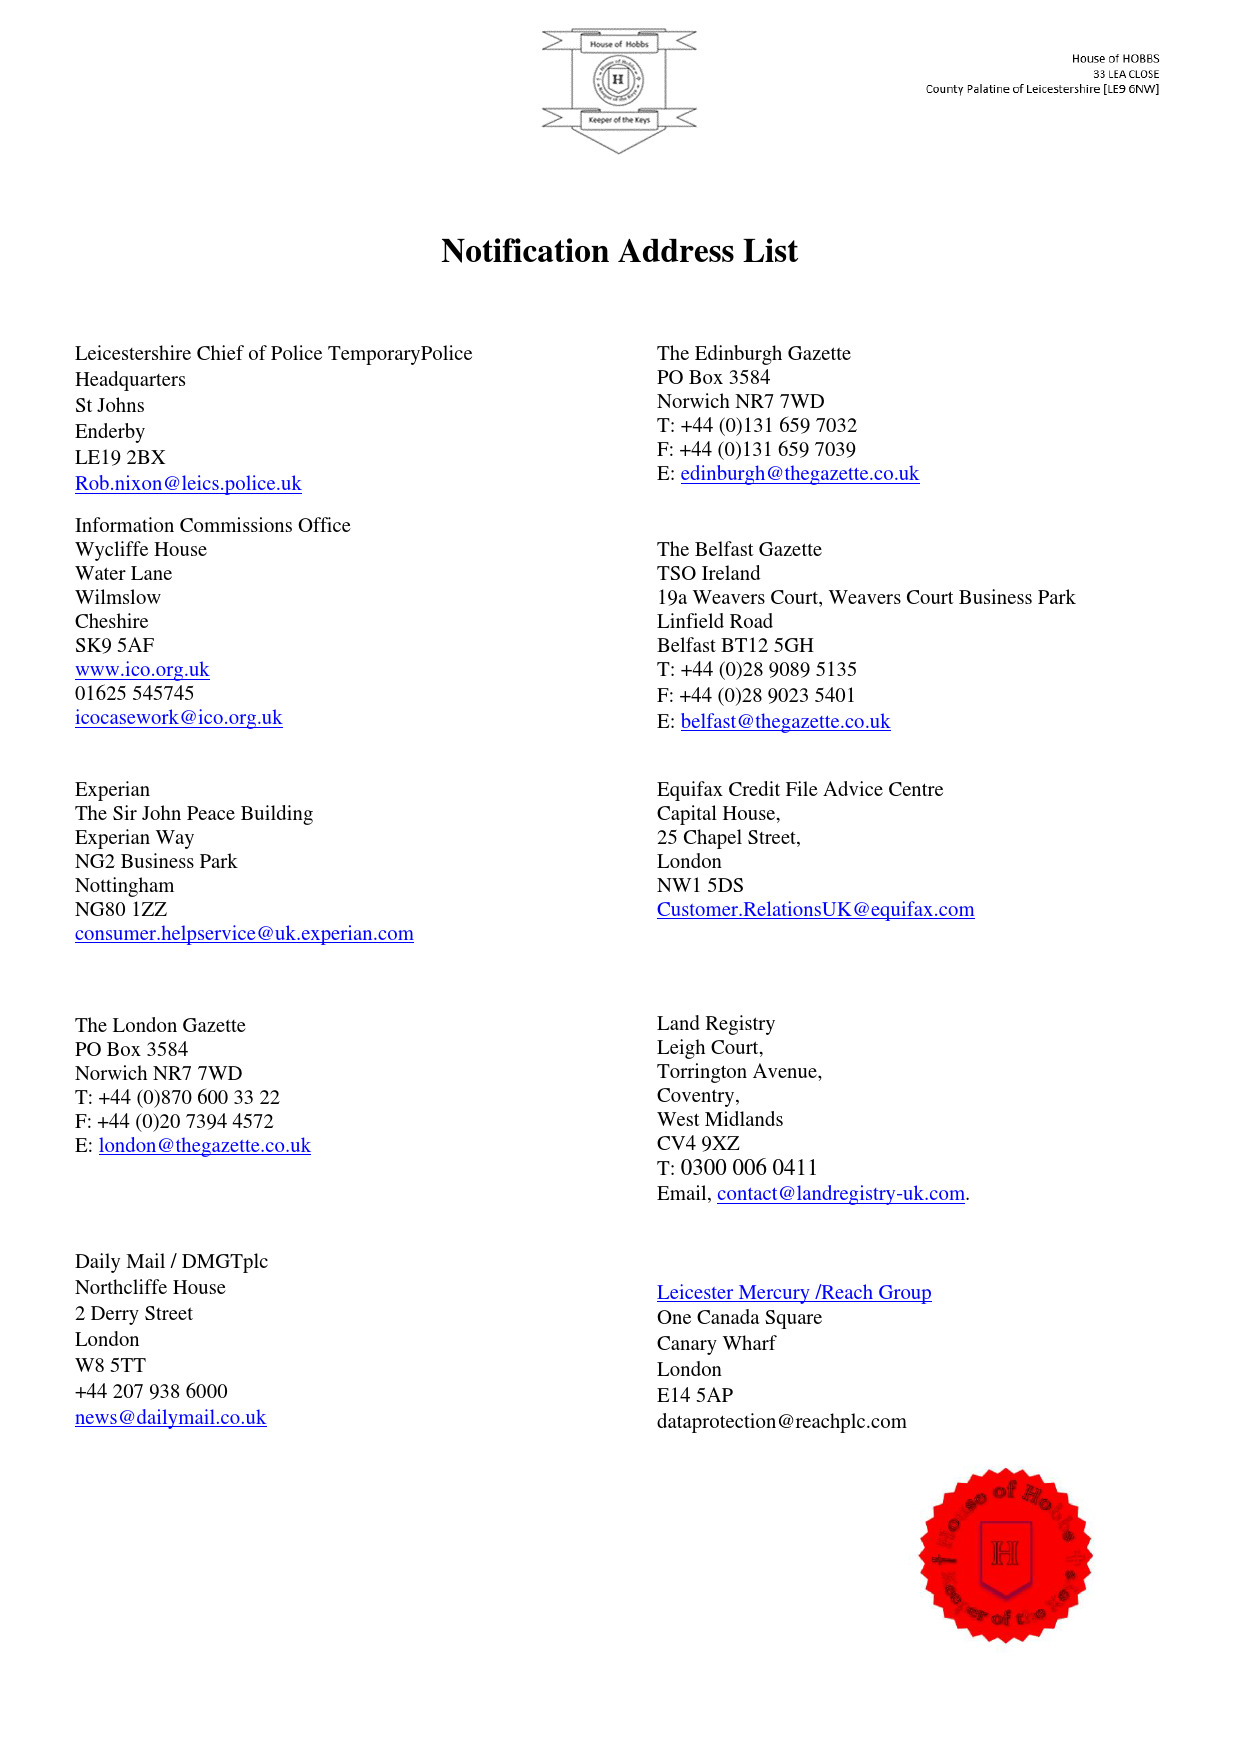 House of Hobbs
House of Hobbs
H
Keeper of the Keys
Keeper of the Keys
House of HOBBS
33 LEA CLOSE
County Palatine of Leicestershire [LE9 6NW]
Notification Address List
Leicestershire Chief of Police TemporaryPolice
Headquarters
St Johns
Enderby
LE19 2BX
Rob.nixon@leics.police.uk
Information Commissions Office
Wycliffe House
Water Lane
Wilmslow
Cheshire
SK9 5AF
www.ico.org.uk
01625 545745
icocasework@ico.org.uk
Experian
The Sir John Peace Building
Experian Way
NG2 Business Park
Nottingham
NG80 1ZZ
consumer.helpservice@uk.experian.com
The London Gazette
PO Box 3584
Norwich NR7 7WD
T: +44 (0)870 600 33 22
F: +44 (0)20 7394 4572
E: london@thegazette.co.uk
Daily Mail / DMGTplc
Northcliffe House
2 Derry Street
London
W8 5TT
+44 207 938 6000
news@dailymail.co.uk
The Edinburgh Gazette
PO Box 3584
Norwich NR7 7WD
T: +44 (0)131 659 7032
F: +44 (0)131 659 7039
E: edinburgh@thegazette.co.uk
The Belfast Gazette
TSO Ireland
19a Weavers Court, Weavers Court Business Park
Linfield Road
Belfast BT12 5GH
T: +44 (0)28 9089 5135
F: +44 (0)28 9023 5401
E: belfast@thegazette.co.uk
Equifax Credit File Advice Centre
Capital House,
25 Chapel Street,
London
NW1 5DS
Customer.RelationsUK@equifax.com
Land Registry
Leigh Court,
Torrington Avenue,
Coventry,
West Midlands
CV4 9XZ
T: 0300 006 0411
Email, contact@landregistry-uk.com.
Leicester Mercury /Reach Group
One Canada Square
Canary Wharf
London
E14 5AP
dataprotection@reachplc.com
House of Hobbs
H
Keeper of the Keys